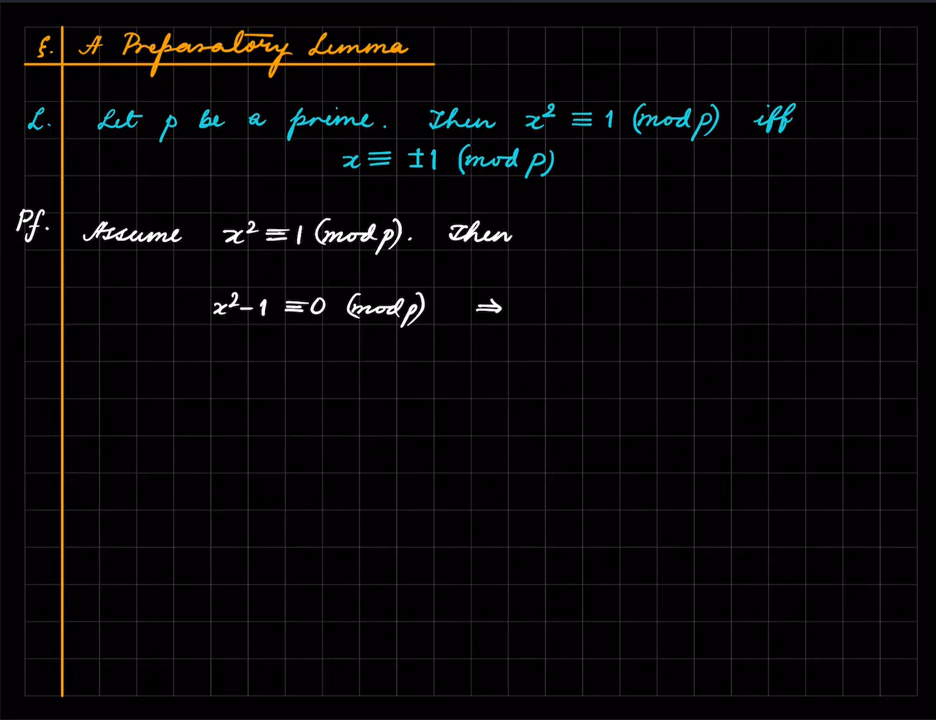 §. A Preparatory Lemma
L. Let p be a prime. Then x² ≡ 1 (mod p) iff
x ≡ ±1 (mod p)
Pf. Assume x² ≡ 1 (mod p). Then
x² - 1 ≡ 0 (mod p) ⇒